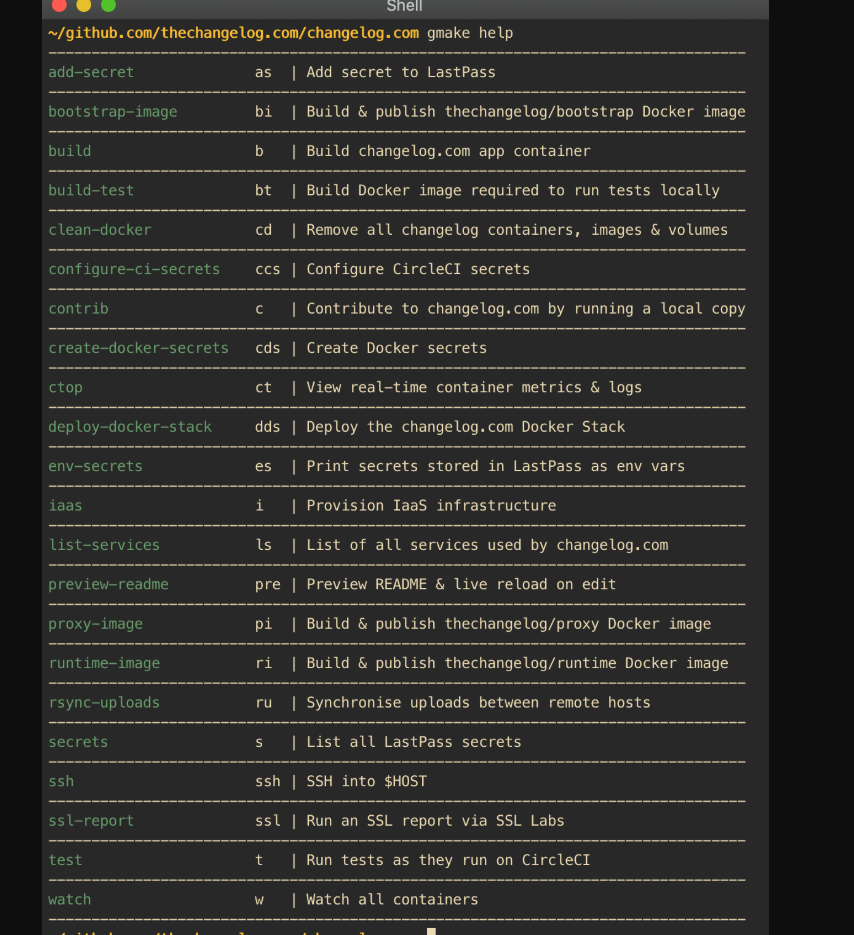 Shell
~/github.com/thechangelog.com/changelog.com gmake help
add-secret as | Add secret to LastPass
bootstrap-image bi | Build & publish thechangelog/bootstrap Docker image
build b | Build changelog.com app container
build-test bt | Build Docker image required to run tests locally
clean-docker cd | Remove all changelog containers, images & volumes
configure-ci-secrets ccs | Configure CircleCI secrets
contrib c | Contribute to changelog.com by running a local copy
create-docker-secrets cds | Create Docker secrets
ctop ct | View real-time container metrics & logs
deploy-docker-stack dds | Deploy the changelog.com Docker Stack
env-secrets es | Print secrets stored in LastPass as env vars
iaas i | Provision IaaS infrastructure
list-services ls | List of all services used by changelog.com
preview-readme pre | Preview README & live reload on edit
proxy-image pi | Build & publish thechangelog/proxy Docker image
runtime-image ri | Build & publish thechangelog/runtime Docker image
rsync-uploads ru | Synchronise uploads between remote hosts
secrets s | List all LastPass secrets
ssh ssh | SSH into $HOST
ssl-report ssl | Run an SSL report via SSL Labs
test t | Run tests as they run on CircleCI
watch w | Watch all containers